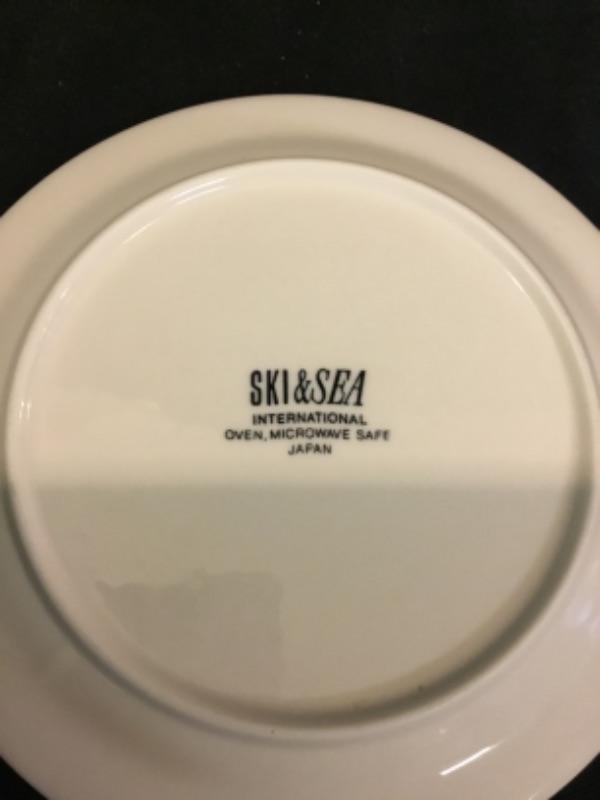 SKI & SEA
INTERNATIONAL
OVEN, MICROWAVE SAFE
JAPAN